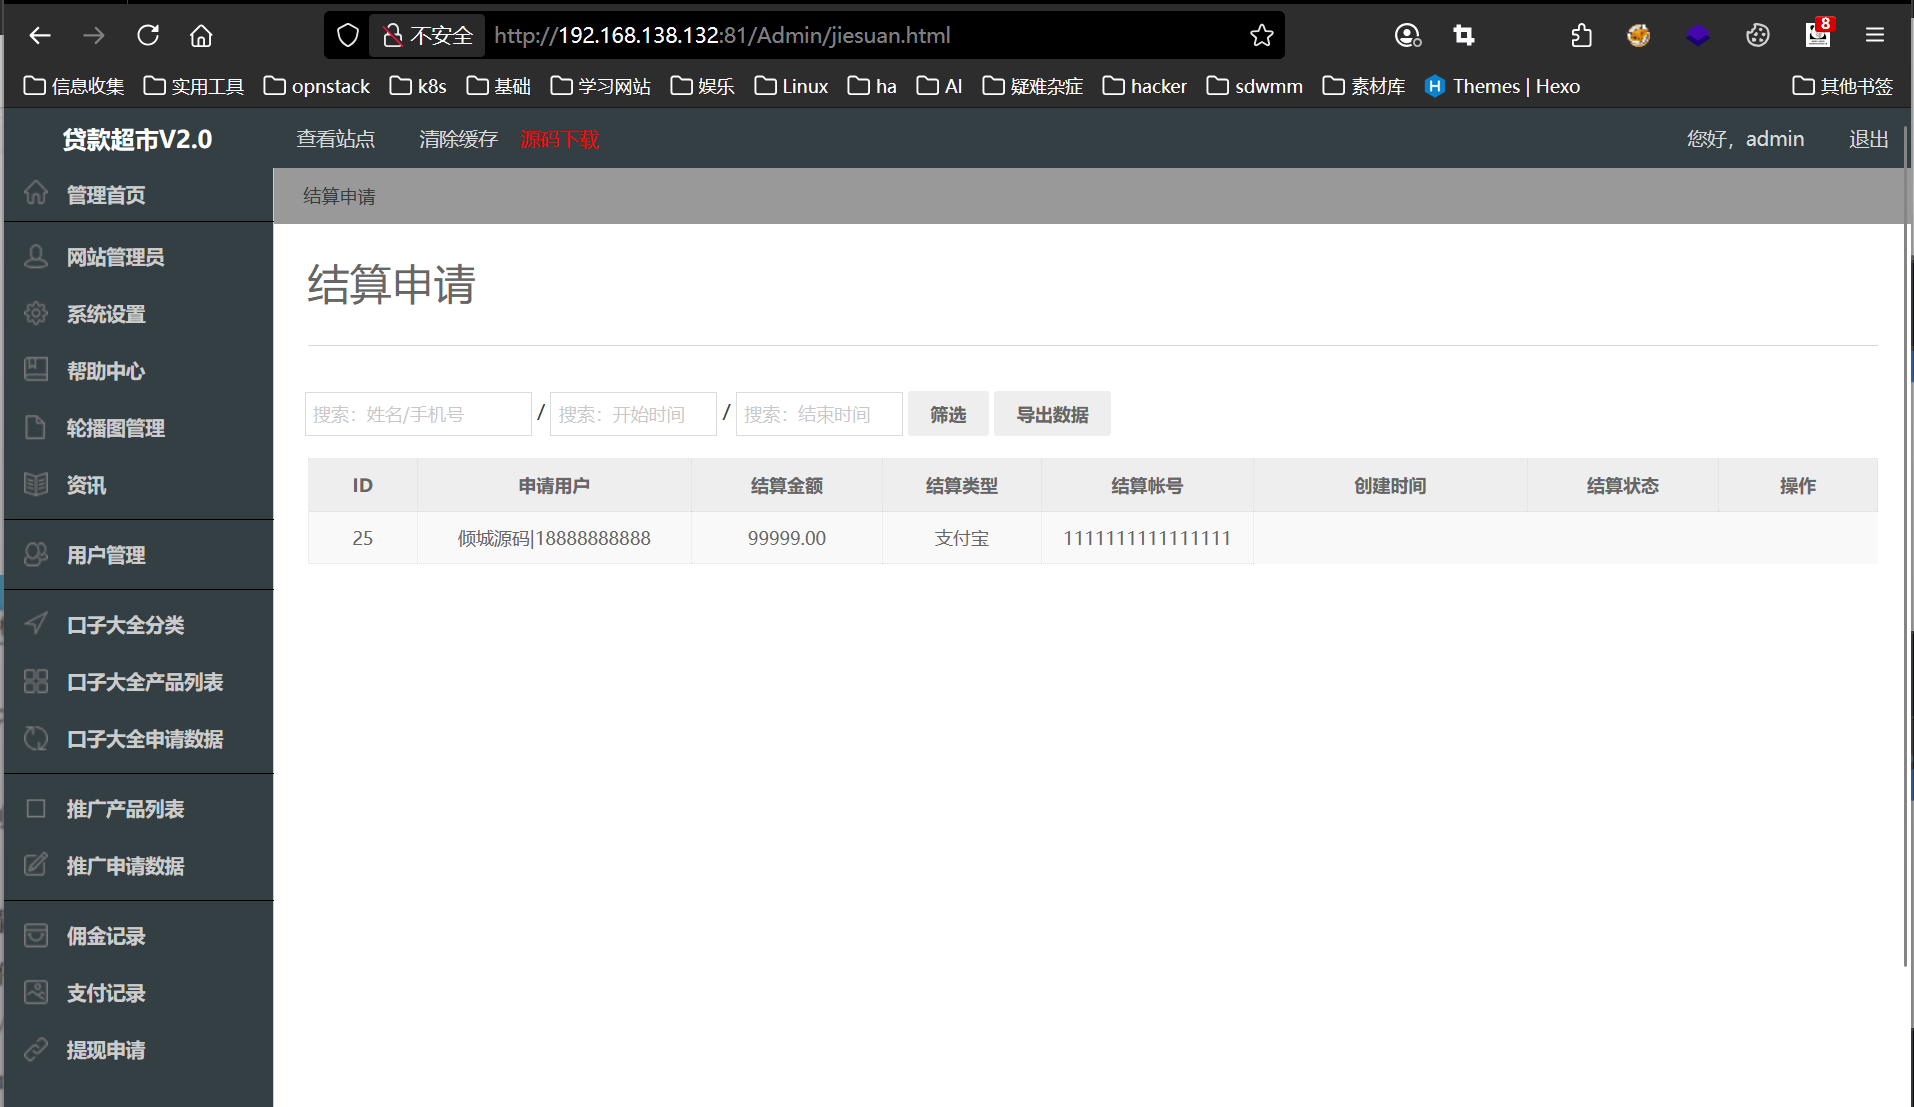 不安全 http://192.168.138.132:81/Admin/jiesuan.html 8
信息收集 实用工具 opnstack k8s 基础 学习网站 娱乐 Linux ha AI 疑难杂症 hacker sdwmm 素材库 H Themes | Hexo 其他书签
贷款超市V2.0 查看站点 清除缓存 源码下载 您好，admin 退出
管理首页
网站管理员
系统设置
帮助中心
轮播图管理
资讯
用户管理
口子大全分类
口子大全产品列表
口子大全申请数据
推广产品列表
推广申请数据
佣金记录
支付记录
提现申请
结算申请
结算申请
搜索：姓名/手机号 / 搜索：开始时间 / 搜索：结束时间 筛选 导出数据
ID 申请用户 结算金额 结算类型 结算帐号 创建时间 结算状态 操作
25 倾城源码|18888888888 99999.00 支付宝 1111111111111111